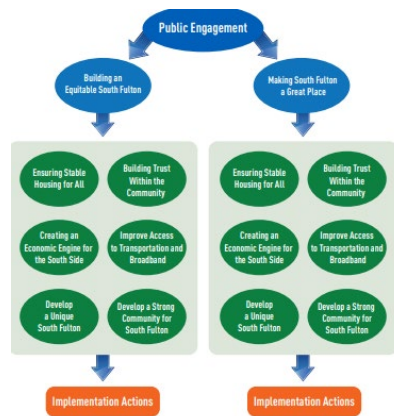 Public Engagement
Building an
Equitable South Fulton
Making South Fulton
a Great Place
Ensuring Stable
Housing for All
Building Trust
Within the
Community
Creating an
Economic Engine for
the South Side
Improve Access
to Transportation and
Broadband
Develop
a Unique
South Fulton
Develop a Strong
Community for
South Fulton
Ensuring Stable
Housing for All
Building Trust
Within the
Community
Creating an
Economic Engine for
the South Side
Improve Access
to Transportation and
Broadband
Develop
a Unique
South Fulton
Develop a Strong
Community for
South Fulton
Implementation Actions
Implementation Actions